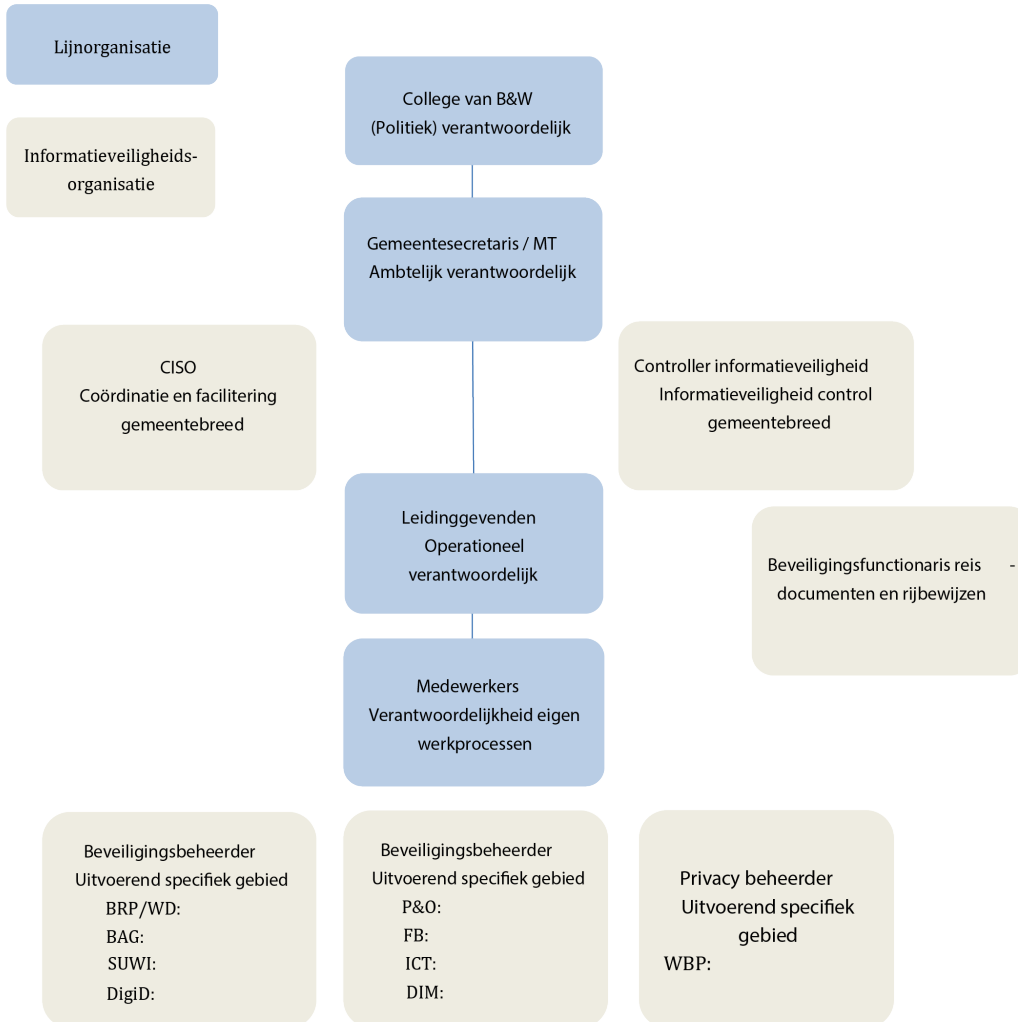 Lijnorganisatie
College van B&W
(Politiek) verantwoordelijk
Informatieveiligheids-
organisatie
Gemeentesecretaris / MT
Ambtelijk verantwoordelijk
CISO
Coördinatie en facilitering
gemeentebreed
Controller informatieveiligheid
Informatieveiligheid control
gemeentebreed
Leidinggevenden
Operationeel
verantwoordelijk
Beveiligingsfunctionaris reis -
documenten en rijbewijzen
Medewerkers
Verantwoordelijkheid eigen
werkprocessen
Beveiligingsbeheerder
Uitvoerend specifiek gebied
BRP/WD:
BAG:
SUWI:
DigiD:
Beveiligingsbeheerder
Uitvoerend specifiek gebied
P&O:
FB:
ICT:
DIM:
Privacy beheerder
Uitvoerend specifiek
gebied
WBP: